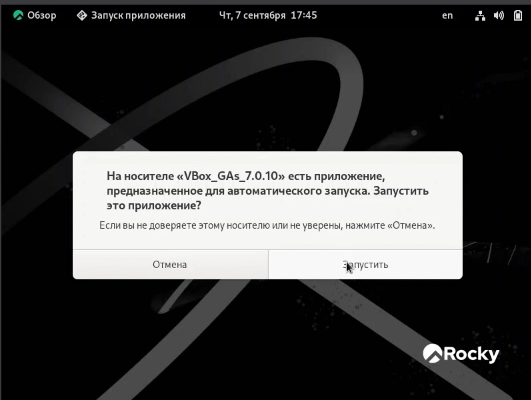 Обзор Запуск приложения Чт, 7 сентября 17:45 en
На носителе «VBox_GAs_7.0.10» есть приложение,
предназначенное для автоматического запуска. Запустить
это приложение?
Если вы не доверяете этому носителю или не уверены, нажмите «Отмена».
Отмена Запустить
Rocky